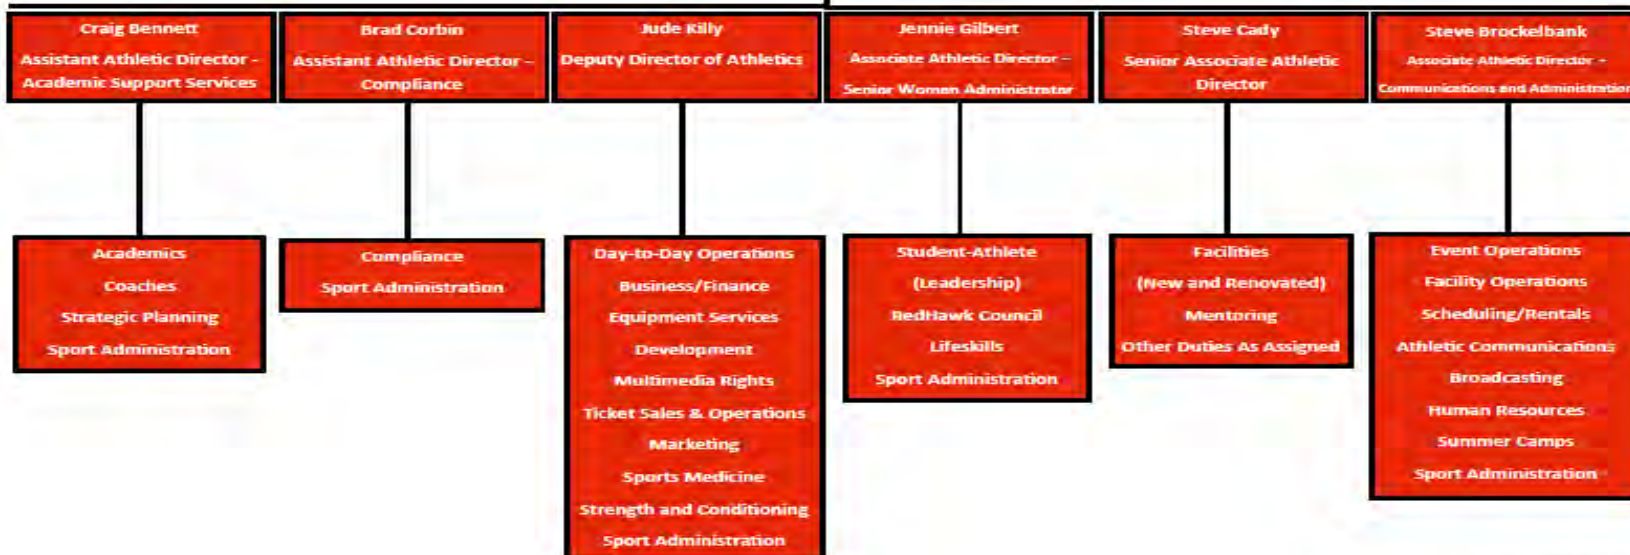 Craig Bennett
Assistant Athletic Director -
Academic Support Services
Brad Corbin
Assistant Athletic Director –
Compliance
Jude Killy
Deputy Director of Athletics
Jennie Gilbert
Associate Athletic Director –
Senior Woman Administrator
Steve Cady
Senior Associate Athletic
Director
Steve Brockelbank
Associate Athletic Director -
Communications and Administration
Academics
Coaches
Strategic Planning
Sport Administration
Compliance
Sport Administration
Day-to-Day Operations
Business/Finance
Equipment Services
Development
Multimedia Rights
Ticket Sales & Operations
Marketing
Sports Medicine
Strength and Conditioning
Sport Administration
Student-Athlete
(Leadership)
RedHawk Council
Lifeskills
Sport Administration
Facilities
(New and Renovated)
Mentoring
Other Duties As Assigned
Event Operations
Facility Operations
Scheduling/Rentals
Athletic Communications
Broadcasting
Human Resources
Summer Camps
Sport Administration